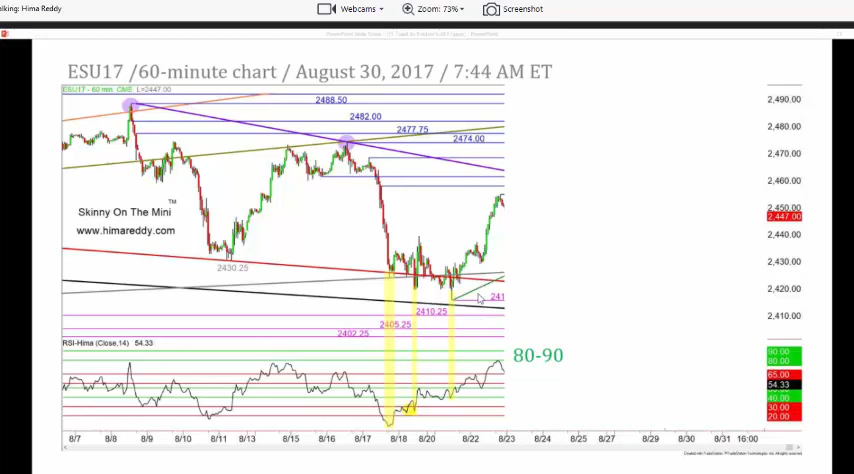 alking: Hima Reddy
Webcams
Zoom: 73%
Screenshot
ESU17 /60-minute chart / August 30, 2017 / 7:44 AM ET
ESU17 - 60 min. CME L=2447.00
2488.50
2482.00
2477.75
2474.00
2,490.00
2,480.00
2,470.00
2,460.00
2,450.00
2,447.00
2,440.00
2,430.00
2,420.00
2,410.00
Skinny On The Mini ™
www.himareddy.com
2430.25
241
2410.25
2405.25
2402.25
RSI-Hima (Close,14) 54.33
80-90
90.00
80.00
65.00
54.33
40.00
30.00
20.00
8/7 8/8 8/9 8/10 8/11 8/13 8/15 8/16 8/17 8/18 8/20 8/22 8/23 8/24 8/25 8/27 8/29 8/30 8/31 16:00